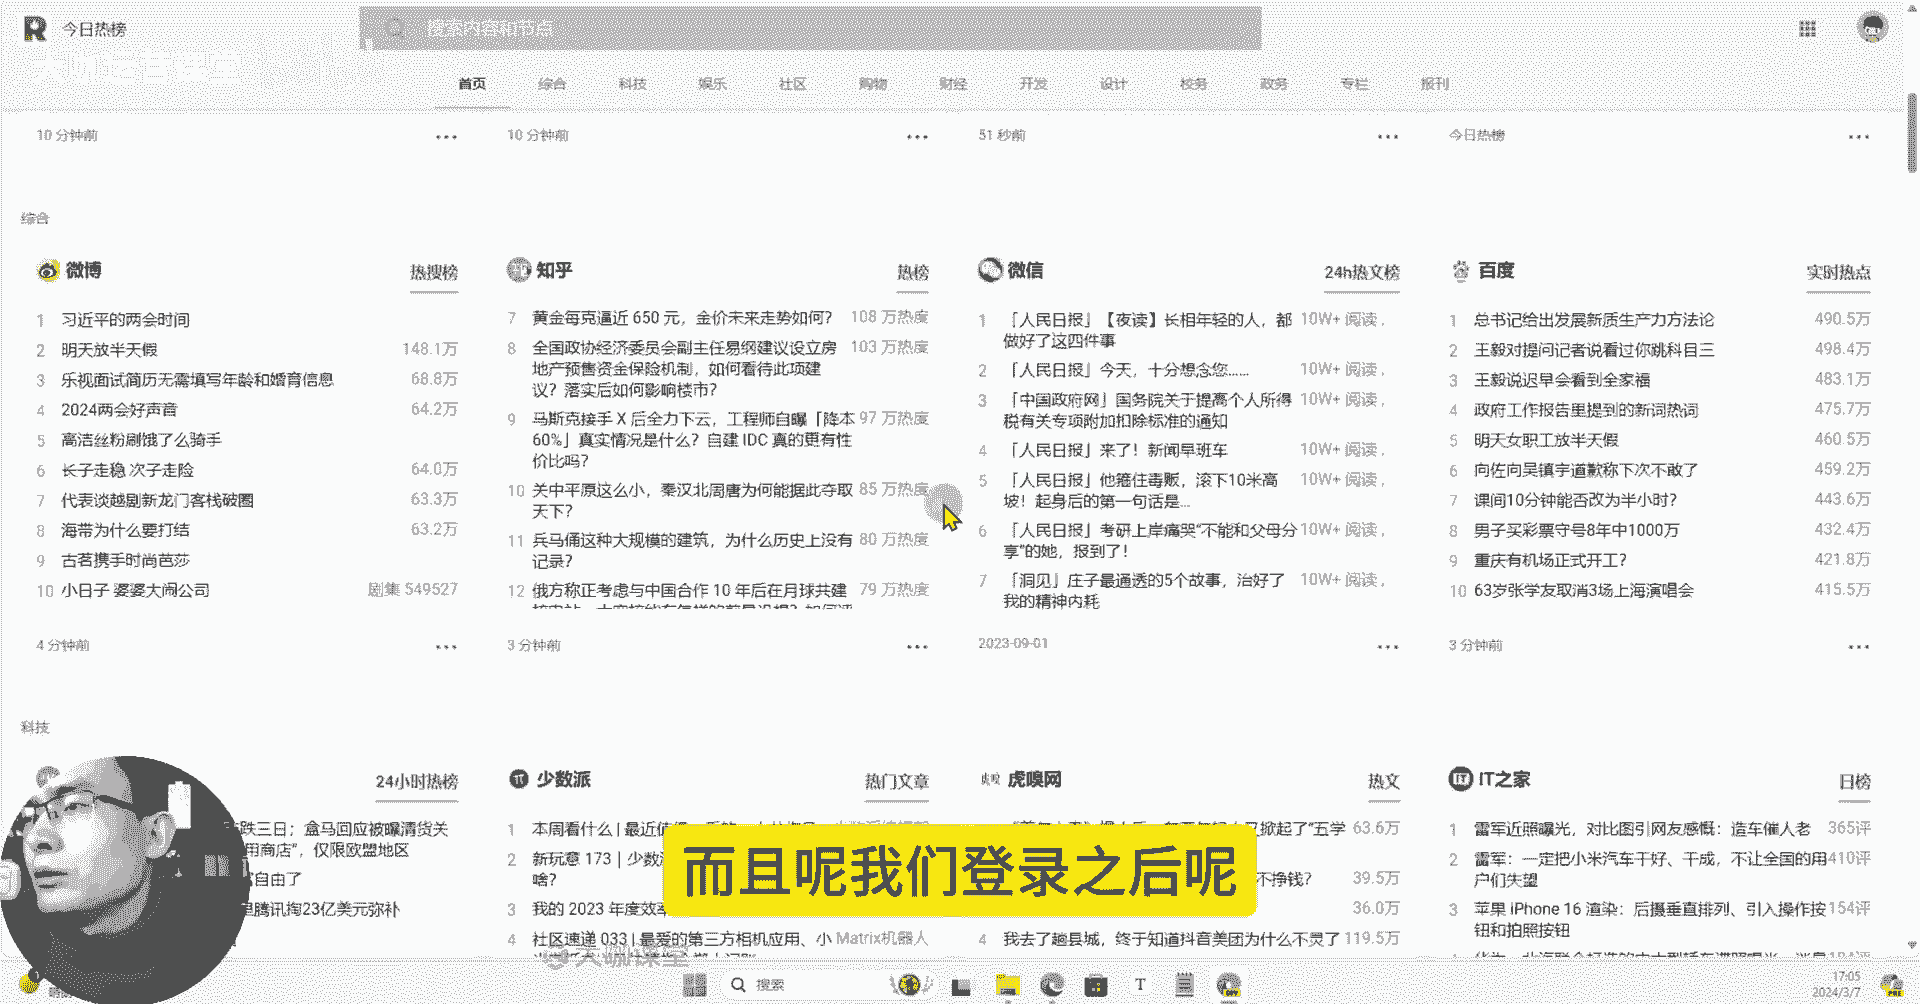 今日热榜
搜索内容和节点
首页 综合 科技 娱乐 社区 购物 财经 开发 设计 校务 政务 专栏 报刊
10 分钟前
10 分钟前
51 秒前
今日热榜
综合
微博 热搜榜
1 习近平的两会时间
2 明天放半天假 148.1万
3 乐视面试简历无需填写年龄和婚育信息 68.8万
4 2024两会好声音 64.2万
5 高洁丝粉刷饿了么骑手
6 长子走稳 次子走险 64.0万
7 代表谈越剧新龙门客栈破圈 63.3万
8 海带为什么要打结 63.2万
9 古茗携手时尚芭莎
10 小日子 婆婆大闹公司 剧集 549527
4 分钟前
知乎 热榜
7 黄金每克逼近 650 元，金价未来走势如何？ 108 万热度
8 全国政协经济委员会副主任易纲建议设立房 103 万热度
地产预售资金保险机制，如何看待此项建
议？落实后如何影响楼市？
9 马斯克接手 X 后全力下云，工程师自曝「降本 97 万热度
60%」真实情况是什么？自建 IDC 真的更有性
价比吗？
10 关中平原这么小，秦汉北周唐为何能据此夺取 85 万热度
天下？
11 兵马俑这种大规模的建筑，为什么历史上没有 80 万热度
记录？
12 俄方称正考虑与中国合作 10 年后在月球共建 79 万热度
3 分钟前
微信 24h热文榜
1 「人民日报」【夜读】长相年轻的人，都 10W+ 阅读，
做好了这四件事
2 「人民日报」今天，十分想念您…… 10W+ 阅读，
3 「中国政府网」国务院关于提高个人所得 10W+ 阅读，
税有关专项附加扣除标准的通知
4 「人民日报」来了！新闻早班车 10W+ 阅读，
5 「人民日报」他箍住毒贩，滚下10米高 10W+ 阅读，
坡！起身后的第一句话是…
6 「人民日报」考研上岸痛哭“不能和父母分 10W+ 阅读，
享”的她，报到了！
7 「洞见」庄子最通透的5个故事，治好了 10W+ 阅读，
我的精神内耗
2023-09-01
百度 实时热点
1 总书记给出发展新质生产力方法论 490.5万
2 王毅对提问记者说看过你跳科目三 498.4万
3 王毅说迟早会看到全家福 483.1万
4 政府工作报告里提到的新词热词 475.7万
5 明天女职工放半天假 460.5万
6 向佐向吴镇宇道歉称下次不敢了 459.2万
7 课间10分钟能否改为半小时？ 443.6万
8 男子买彩票守号8年中1000万 432.4万
9 重庆有机场正式开工？ 421.8万
10 63岁张学友取消3场上海演唱会 415.5万
3 分钟前
科技
24小时热榜
跌三日；盒马回应被曝清货关
用商店”，仅限欧盟地区
自由了
腾讯掏23亿美元弥补
少数派 热门文章
1 本周看什么 | 最近
2 新玩意 173 | 少数
啥？
3 我的 2023 年度效率
4 社区速递 033 | 最爱的第三方相机应用、小 Matrix机器人
虎嗅网 热文
掀起了“五学 63.6万
不挣钱？ 39.5万
36.0万
4 我去了趟县城，终于知道抖音美团为什么不灵了 119.5万
IT之家 日榜
1 雷军近照曝光，对比图引网友感慨：造车催人老 365评
2 雷军：一定把小米汽车干好、干成，不让全国的用 410评
户们失望
3 苹果 iPhone 16 渲染：后摄垂直排列、引入操作按 154评
钮和拍照按钮
而且呢我们登录之后呢
天咖课堂
搜索
17:05
2024/3/7